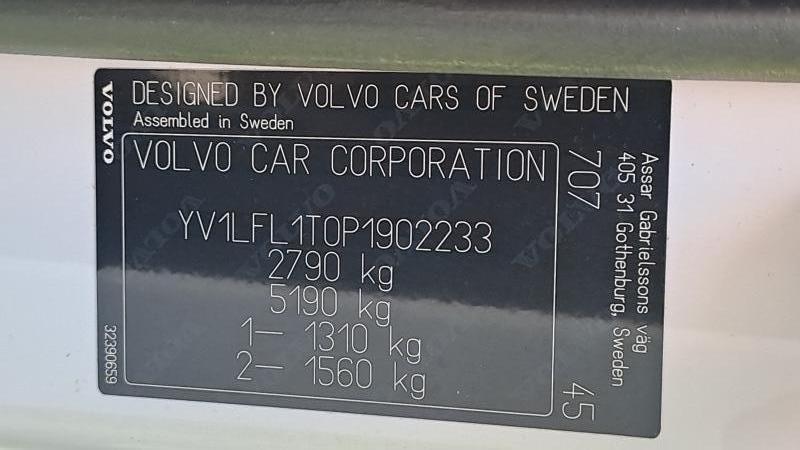 VOLVO
DESIGNED BY VOLVO CARS OF SWEDEN
Assembled in Sweden
VOLVO CAR CORPORATION
YV1LFL1T0P1902233
2790 kg
5190 kg
1– 1310 kg
2– 1560 kg
707
45
Assar Gabrielssons väg
405 31 Gothenburg, Sweden
32390659